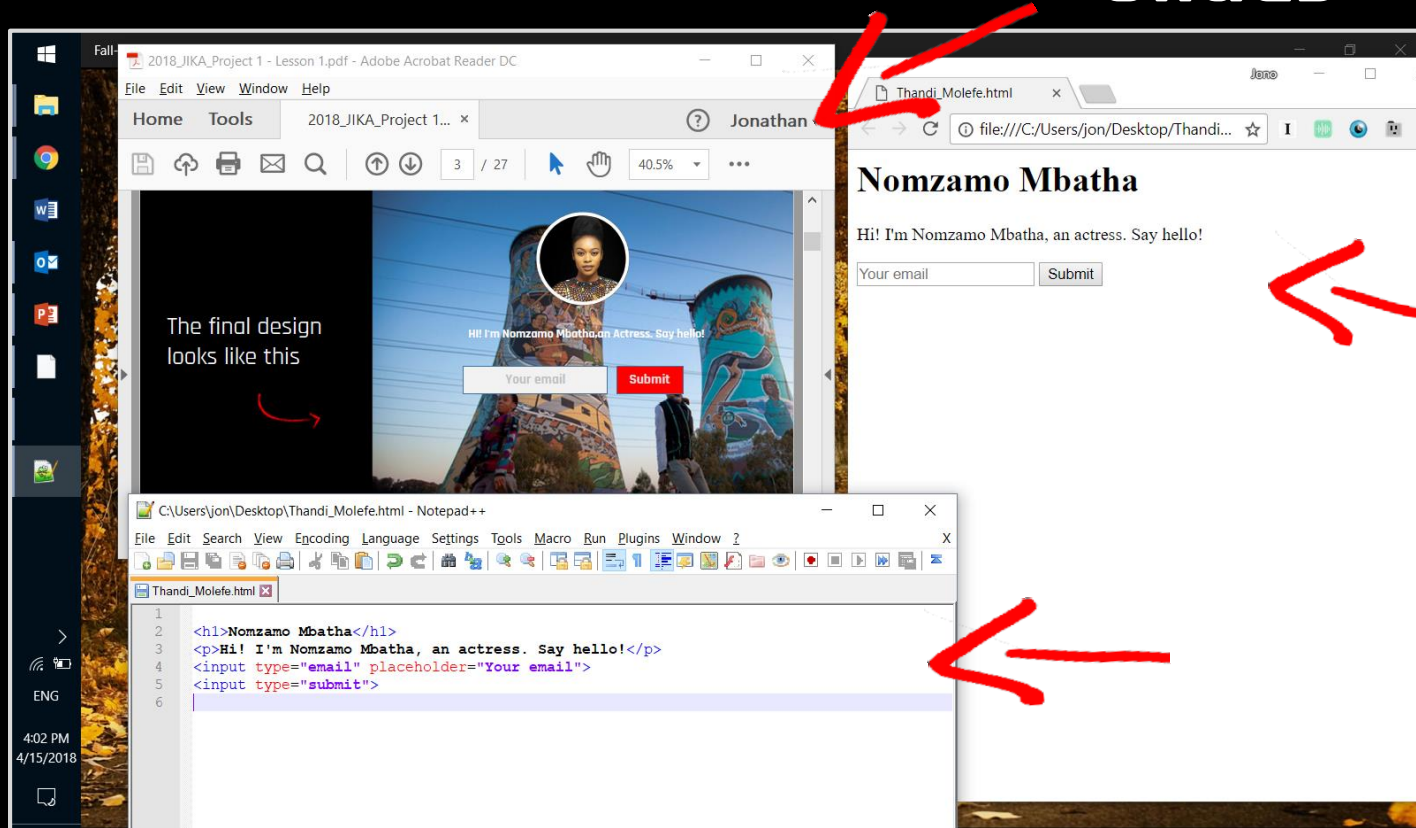 Fall-
2018_JIKA_Project 1 - Lesson 1.pdf - Adobe Acrobat Reader DC
File Edit View Window Help
Home Tools 2018_JIKA_Project 1... × ? Jonathan
3 / 27 40.5%
The final design
looks like this
HI! I'm Nomzamo Mbatha,an Actress. Say hello!
Your email Submit
Jono
Thandi_Molefe.html ×
file:///C:/Users/jon/Desktop/Thandi...
Nomzamo Mbatha
Hi! I'm Nomzamo Mbatha, an actress. Say hello!
Your email Submit
C:\Users\jon\Desktop\Thandi_Molefe.html - Notepad++
File Edit Search View Encoding Language Settings Tools Macro Run Plugins Window ? X
Thandi_Molefe.html
1
2 <h1>Nomzamo Mbatha</h1>
3 <p>Hi! I'm Nomzamo Mbatha, an actress. Say hello!</p>
4 <input type="email" placeholder="Your email">
5 <input type="submit">
6
ENG
4:02 PM
4/15/2018